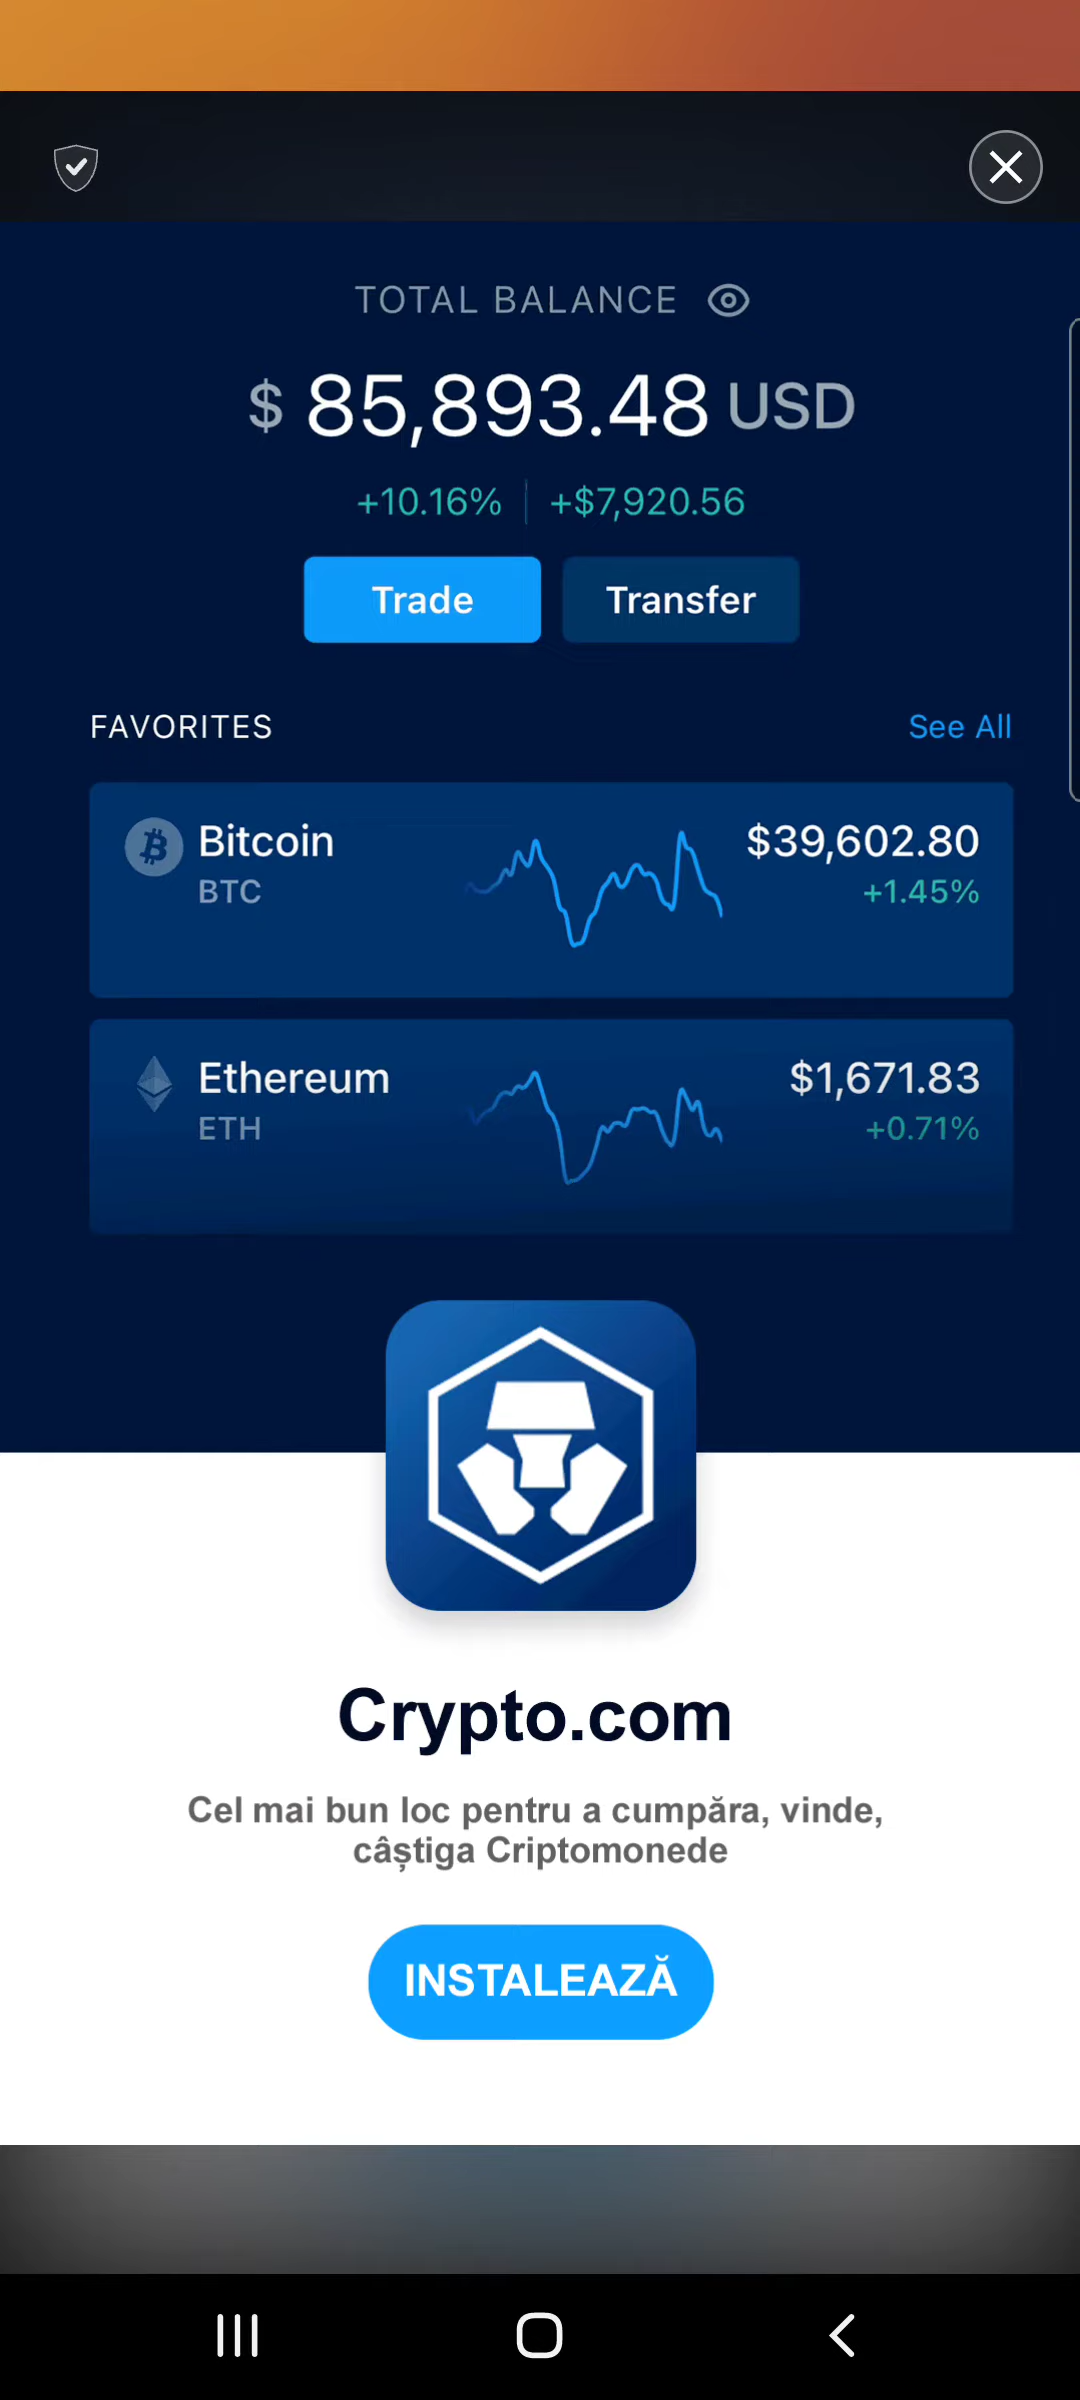 TOTAL BALANCE
$ 85,893.48 USD
+10.16% +$7,920.56
Trade Transfer
FAVORITES See All
Bitcoin $39,602.80
BTC +1.45%
Ethereum $1,671.83
ETH +0.71%
Crypto.com
Cel mai bun loc pentru a cumpăra, vinde,
câștiga Criptomonede
INSTALEAZĂ